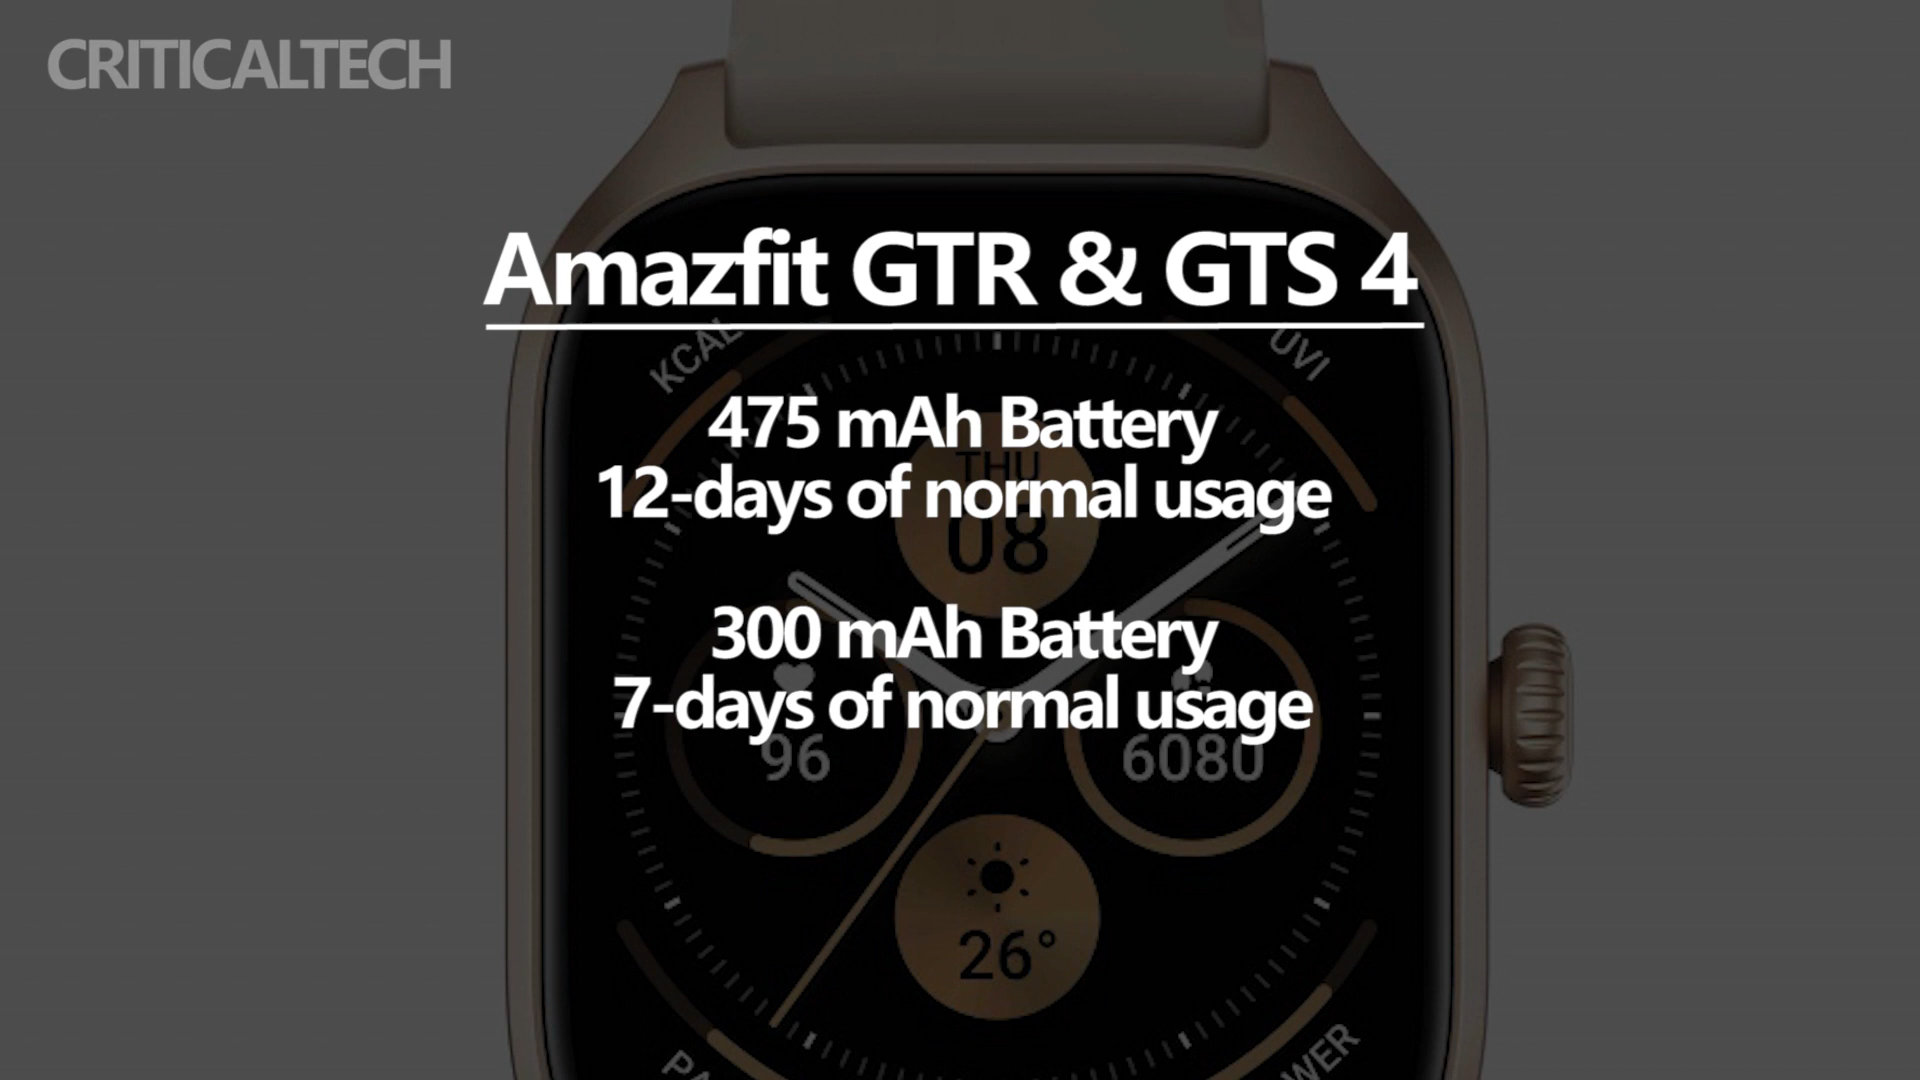 CRITICALTECH
Amazfit GTR & GTS 4
KCAL
UVI
475 mAh Battery
THU
12-days of normal usage
08
300 mAh Battery
7-days of normal usage
96
6080
26°